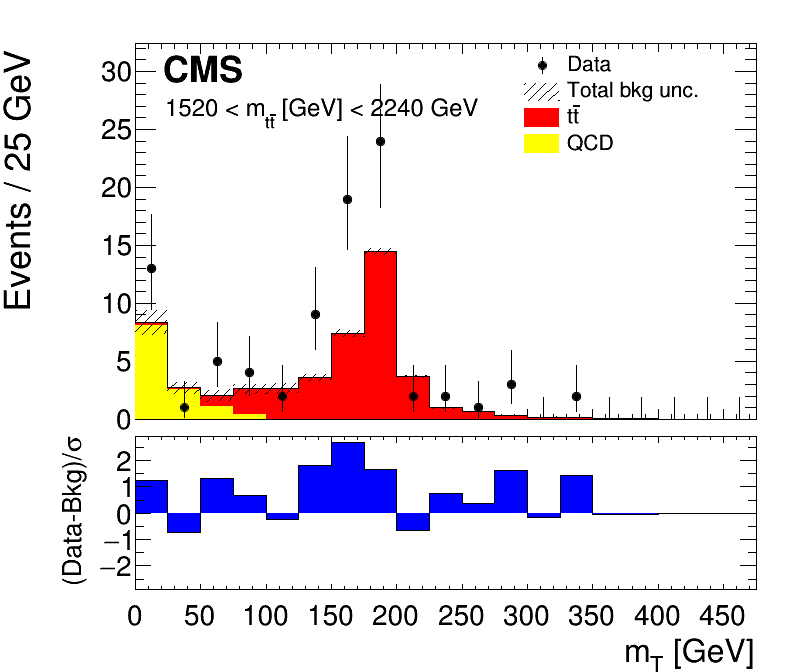 Events / 25 GeV
30
25
20
15
10
5
0
CMS
1520 < m_tt̄ [GeV] < 2240 GeV
Data
Total bkg unc.
tt̄
QCD
(Data-Bkg)/σ
2
1
0
−1
−2
0 50 100 150 200 250 300 350 400 450
m_T [GeV]